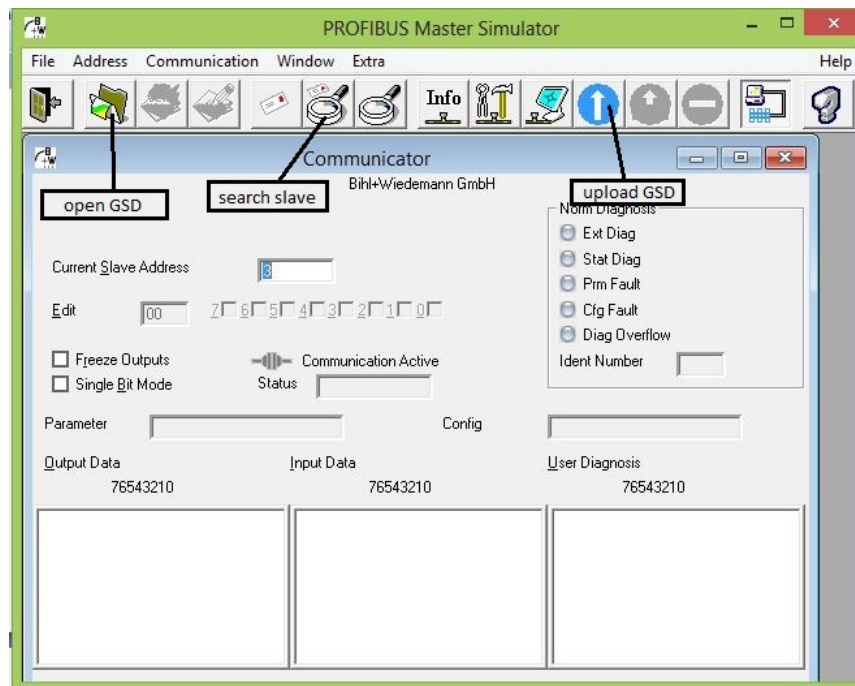 B
+W
PROFIBUS Master Simulator
File Address Communication Window Extra Help
Info
B
+W
Communicator
open GSD
search slave
upload GSD
Bihl+Wiedemann GmbH
Norm Diagnosis
Ext Diag
Stat Diag
Prm Fault
Cfg Fault
Diag Overflow
Ident Number
Current Slave Address 3
Edit 00 7 6 5 4 3 2 1 0
Freeze Outputs
Single Bit Mode
Communication Active
Status
Parameter Config
Output Data Input Data User Diagnosis
76543210 76543210 76543210